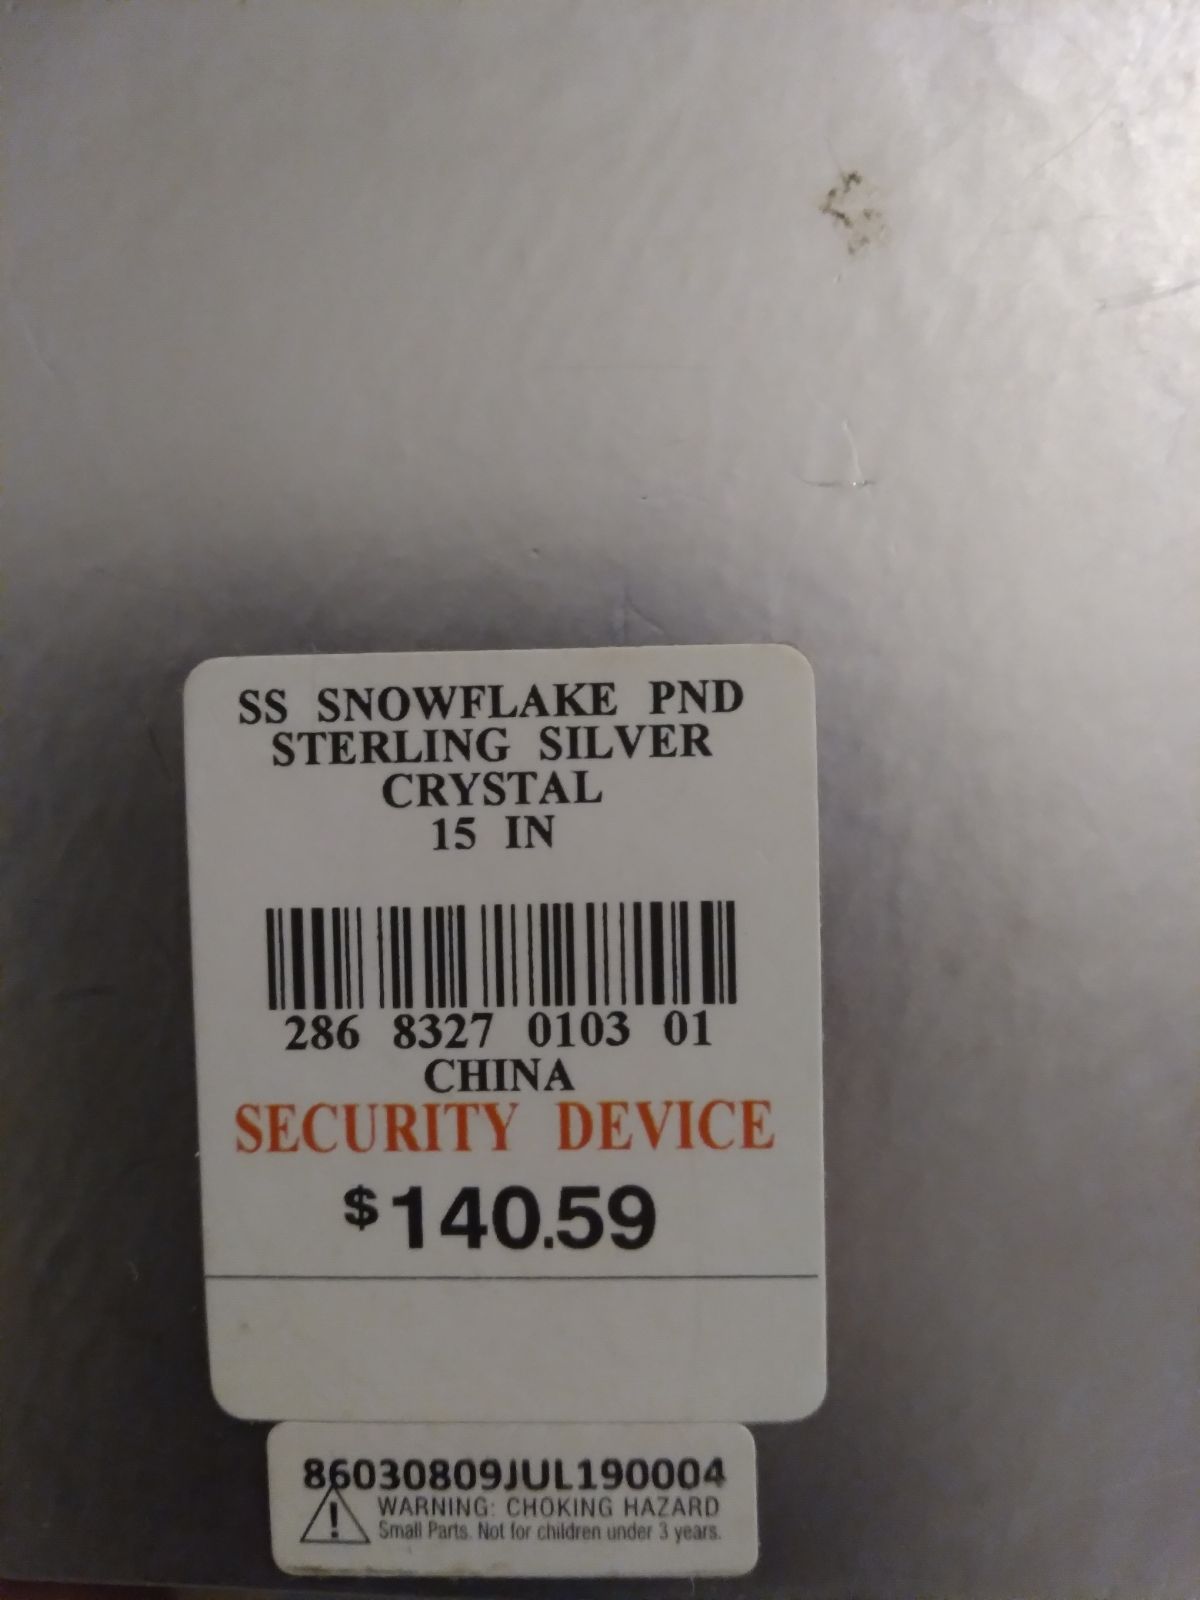 SS SNOWFLAKE PND
STERLING SILVER
CRYSTAL
15 IN
286 8327 0103 01
CHINA
SECURITY DEVICE
$140.59
86030809JUL190004
WARNING: CHOKING HAZARD
Small Parts. Not for children under 3 years.